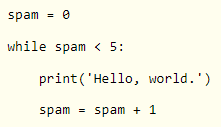 spam = 0
while spam < 5:
    print('Hello, world.')
    spam = spam + 1